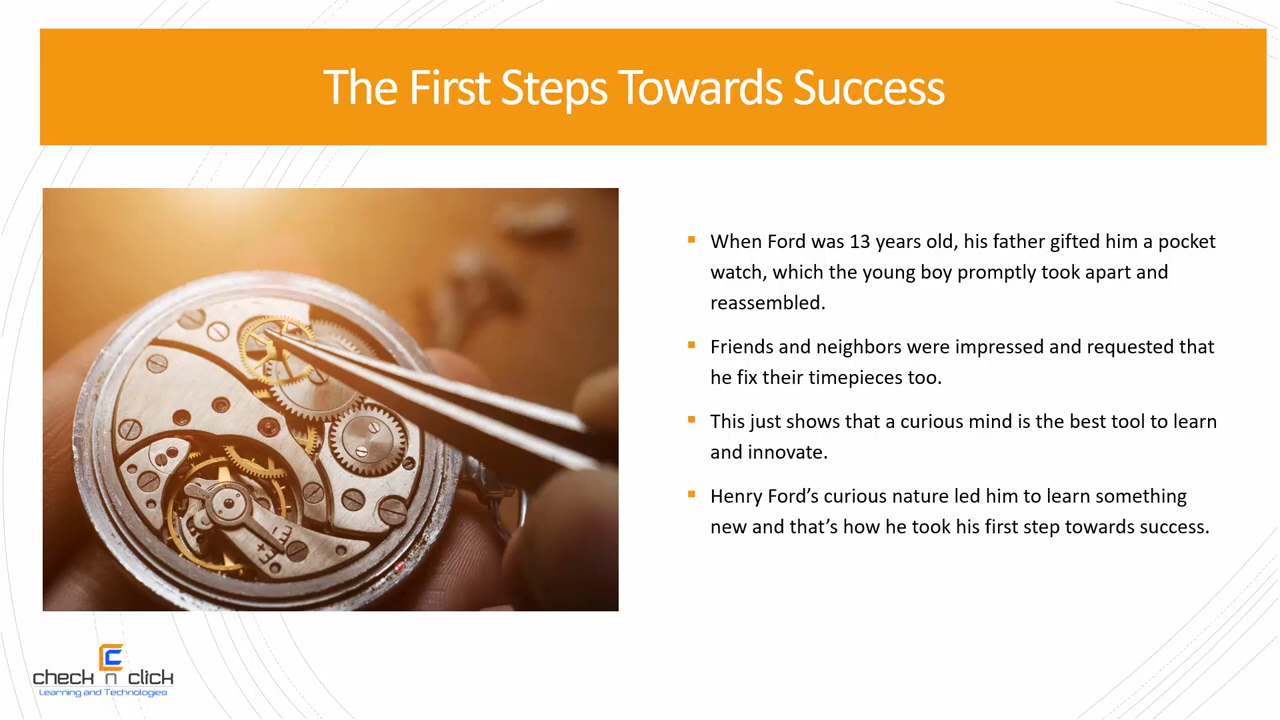 The First Steps Towards Success
When Ford was 13 years old, his father gifted him a pocket
watch, which the young boy promptly took apart and
reassembled.
Friends and neighbors were impressed and requested that
he fix their timepieces too.
This just shows that a curious mind is the best tool to learn
and innovate.
Henry Ford’s curious nature led him to learn something
new and that’s how he took his first step towards success.
check n click
Learning and Technologies